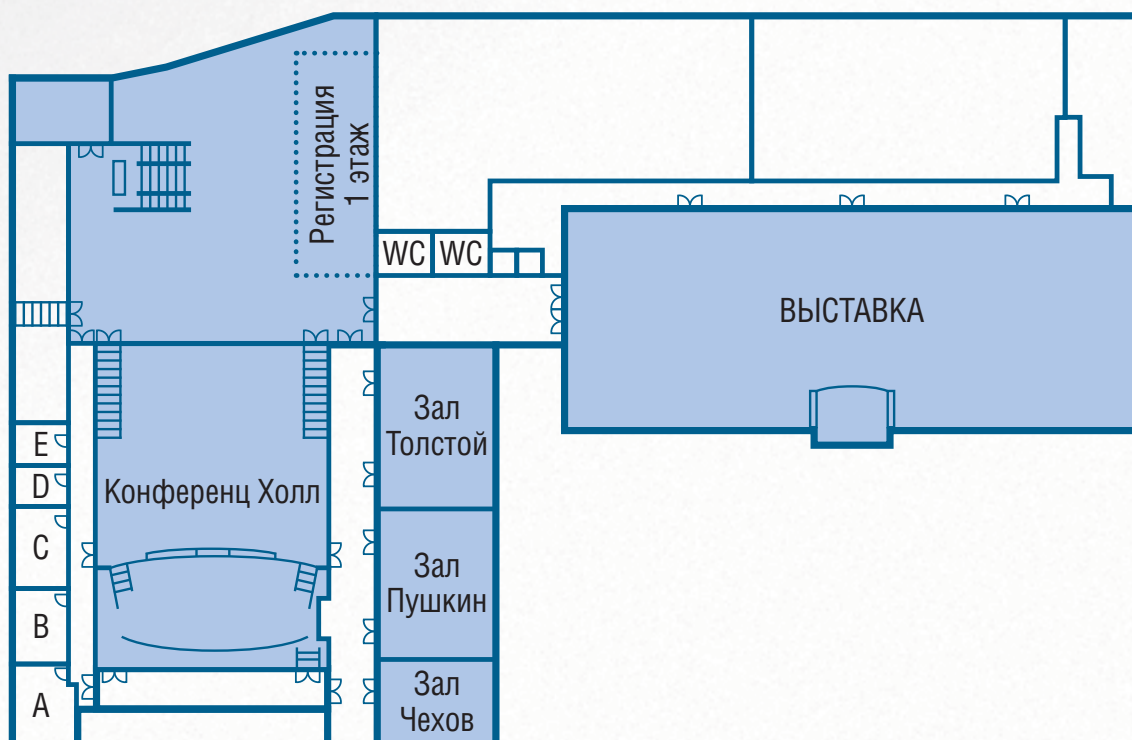 Регистрация
1 этаж
WC
WC
ВЫСТАВКА
Зал
Толстой
E
D
Конференц Холл
C
Зал
Пушкин
B
Зал
Чехов
A